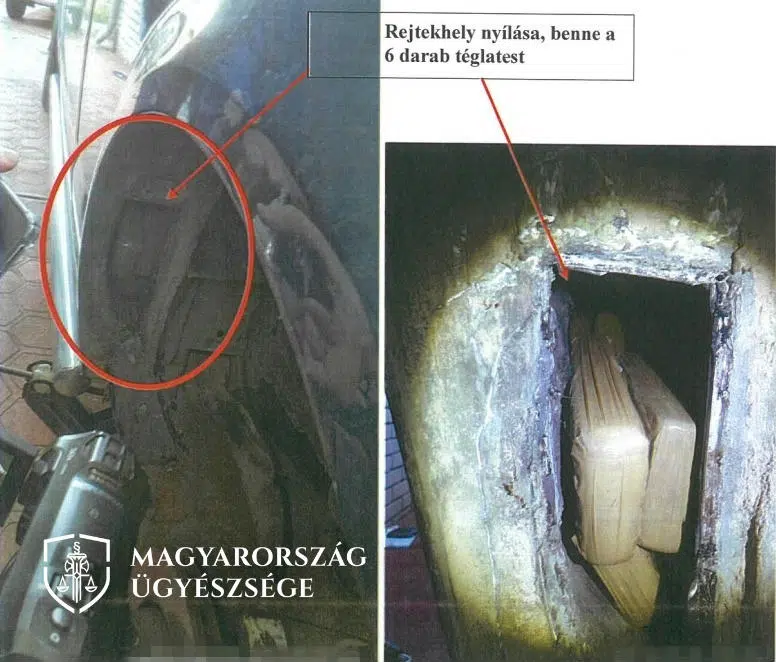 Rejtekhely nyílása, benne a
6 darab téglatest
§
MAGYARORSZÁG
ÜGYÉSZSÉGE